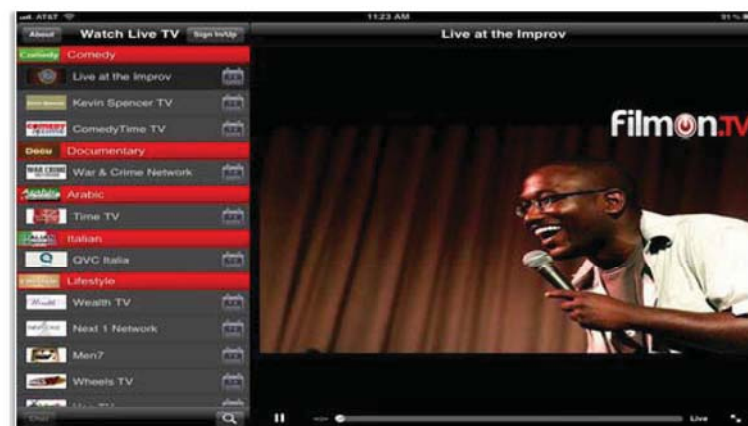 AT&T
11:23 AM
About
Watch Live TV
Sign In/Up
Live at the Improv
Comedy
Comedy
Live at the Improv
Kevin Spencer TV
ComedyTime TV
Docu
Documentary
War & Crime Network
Arabic
Time TV
Italian
QVC Italia
Lifestyle
Wealth TV
Next 1 Network
Men7
Wheels TV
Filmon.TV
Live